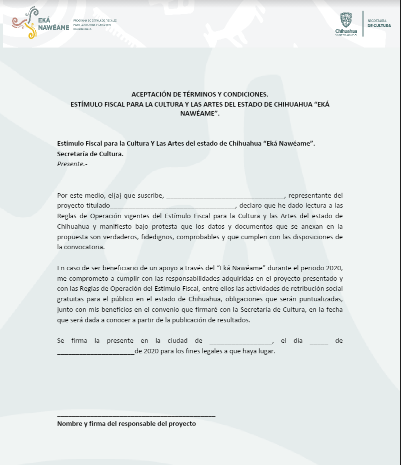 EKÁ
NAWÉAME
Chihuahua
SECRETARÍA
DE CULTURA
ACEPTACIÓN DE TÉRMINOS Y CONDICIONES.
ESTÍMULO FISCAL PARA LA CULTURA Y LAS ARTES DEL ESTADO DE CHIHUAHUA “EKÁ
NAWÉAME”.
Estímulo Fiscal para la Cultura Y Las Artes del estado de Chihuahua “Eká Nawéame”.
Secretaría de Cultura.
Presente.-
Por este medio, el(a) que suscribe, ______________________________, representante del
proyecto titulado________________________________, declaro que he dado lectura a las
Reglas de Operación vigentes del Estímulo Fiscal para la Cultura y las Artes del estado de
Chihuahua y manifiesto bajo protesta que los datos y documentos que se anexan en la
propuesta son verdaderos, fidedignos, comprobables y que cumplen con las disposiciones de
la convocatoria.
En caso de ser beneficiario de un apoyo a través del “Eká Nawéame” durante el periodo 2020,
me comprometo a cumplir con las responsabilidades adquiridas en el proyecto presentado y
con las Reglas de Operación del Estímulo Fiscal, entre ellos las actividades de retribución social
gratuitas para el público en el estado de Chihuahua, obligaciones que serán puntualizadas,
junto con mis beneficios en el convenio que firmaré con la Secretaría de Cultura, en la fecha
que será dada a conocer a partir de la publicación de resultados.
Se firma la presente en la ciudad de __________________, el día _____ de
____________________de 2020 para los fines legales a que haya lugar.
Nombre y firma del responsable del proyecto